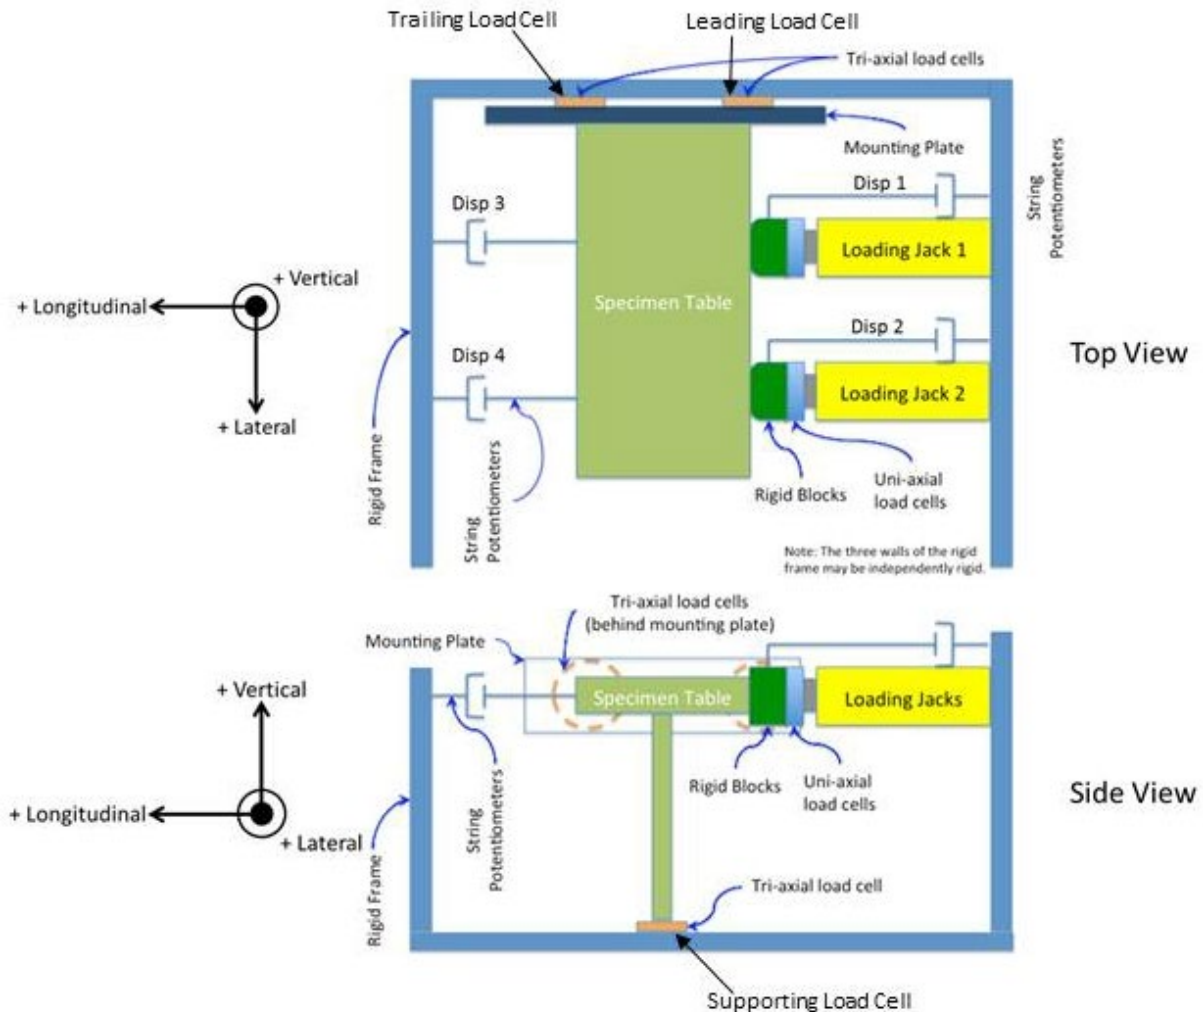 Trailing Load Cell
Leading Load Cell
Tri-axial load cells
Mounting Plate
String
Potentiometers
Disp 1
Disp 3
Loading Jack 1
+ Vertical
+ Longitudinal
Specimen Table
Disp 2
Top View
Disp 4
Loading Jack 2
+ Lateral
Rigid Frame
String
Potentiometers
Rigid Blocks
Uni-axial
load cells
Note: The three walls of the rigid
frame may be independently rigid.
Tri-axial load cells
(behind mounting plate)
Mounting Plate
+ Vertical
Specimen Table
Loading Jacks
Rigid Blocks
Uni-axial
load cells
Side View
+ Longitudinal
+ Lateral
String
Potentiometers
Rigid Frame
Tri-axial load cell
Supporting Load Cell